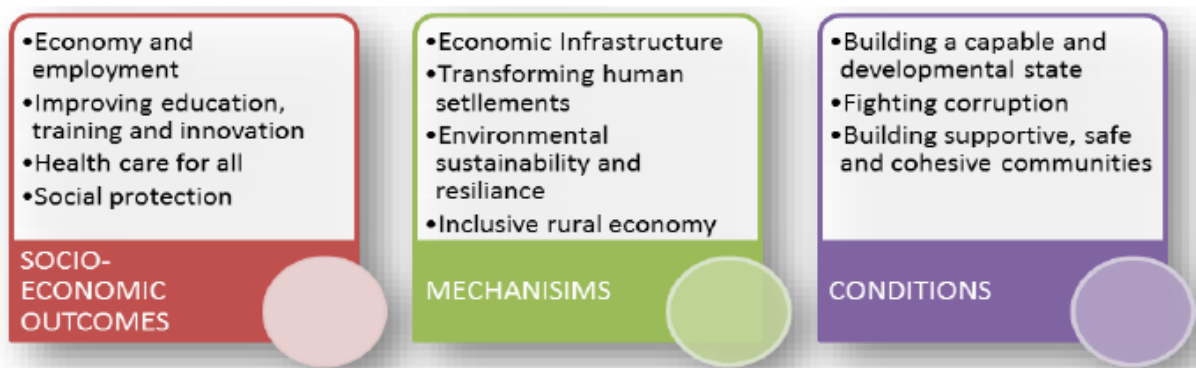 •Economy and
employment
•Improving education,
training and innovation
•Health care for all
•Social protection
SOCIO-
ECONOMIC
OUTCOMES
•Economic Infrastructure
•Transforming human
setllements
•Environmental
sustainability and
resiliance
•Inclusive rural economy
MECHANISIMS
•Building a capable and
developmental state
•Fighting corruption
•Building supportive, safe
and cohesive communities
CONDITIONS